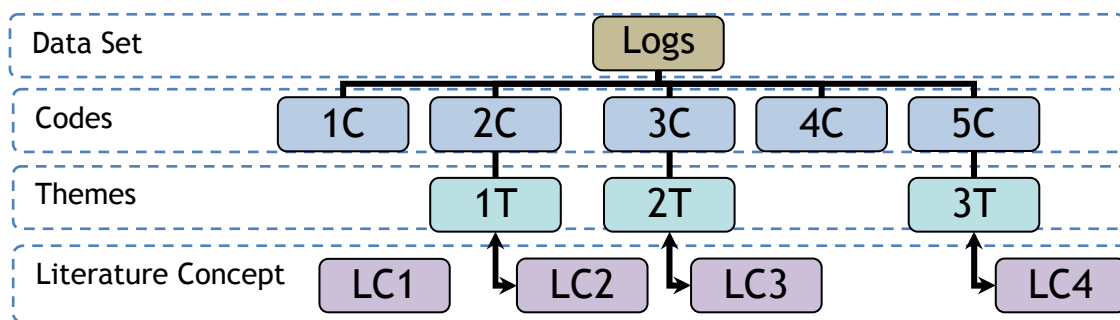 Data Set
Logs
Codes
1C
2C
3C
4C
5C
Themes
1T
2T
3T
Literature Concept
LC1
LC2
LC3
LC4